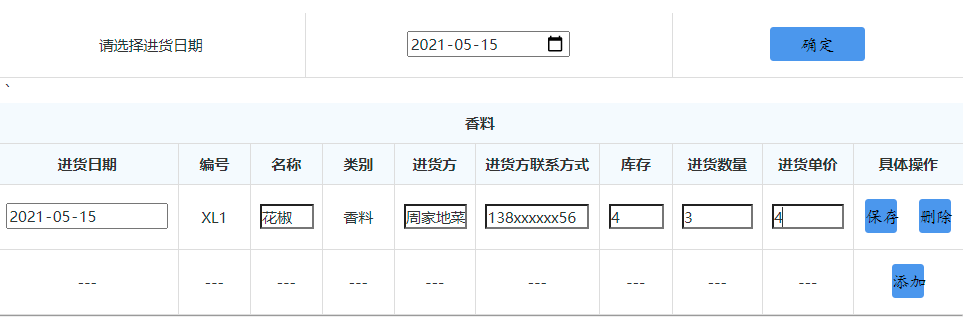 请选择进货日期 2021-05-15 确定
`
香料
进货日期 编号 名称 类别 进货方 进货方联系方式 库存 进货数量 进货单价 具体操作
2021-05-15 XL1 花椒 香料 周家地菜 138xxxxxx56 4 3 4 保存 删除
--- --- --- --- --- --- --- --- --- 添加